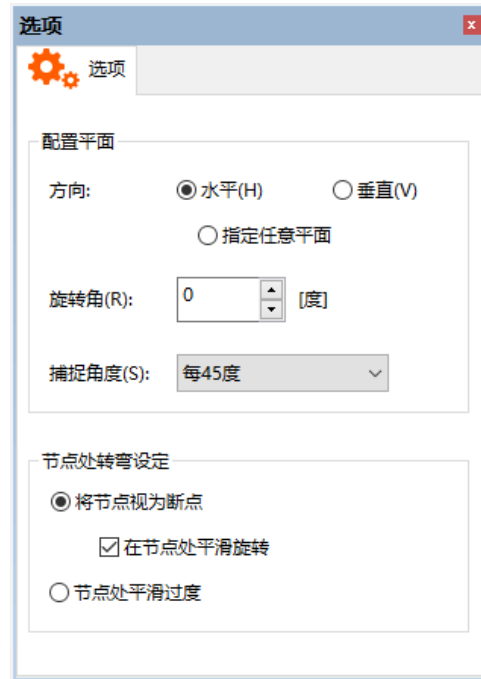 选项
选项
配置平面
方向: 水平(H) 垂直(V)
指定任意平面
旋转角(R): 0 [度]
捕捉角度(S): 每45度
节点处转弯设定
将节点视为断点
在节点处平滑旋转
节点处平滑过度